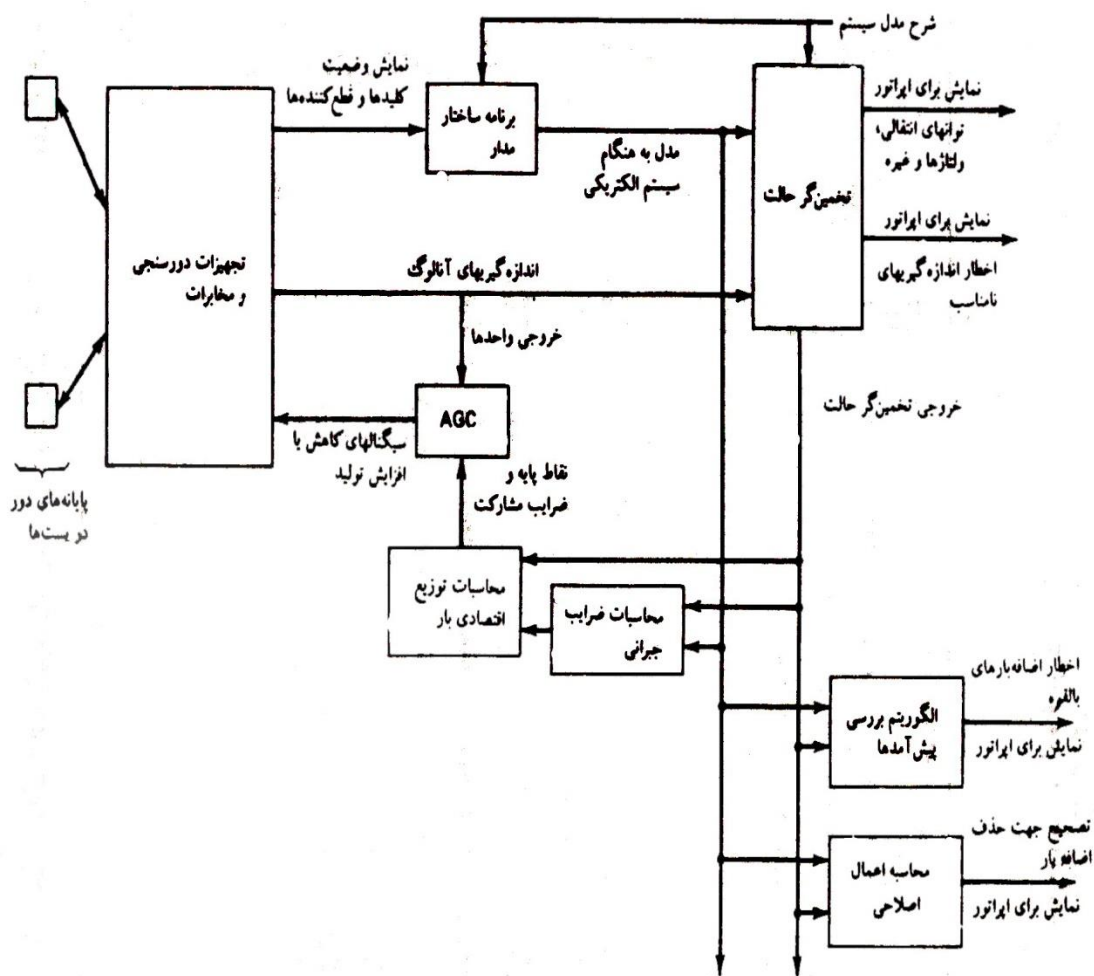 شرح مدل سیستم
نمایش وضعیت
کلیدها و قطع‌کننده‌ها
برنامه ساختار
مدار
مدل به هنگام
سیستم الکتریکی
تخمین‌گر حالت
نمایش برای اپراتور
توانهای انتقالی،
ولتاژها و غیره
نمایش برای اپراتور
اخطار اندازه‌گیریهای
نامناسب
تجهیزات دورسنجی
و مخابرات
اندازه‌گیریهای آنالوگ
خروجی واحدها
AGC
سیگنالهای کاهش یا
افزایش تولید
نقاط پایه و
ضرایب مشارکت
خروجی تخمین‌گر حالت
پایانه‌های دور
در پست‌ها
محاسبات توزیع
اقتصادی بار
محاسبات ضرایب
جبرانی
الگوریتم بررسی
پیش‌آمدها
اخطار اضافه‌بارهای
بالقوه
نمایش برای اپراتور
محاسبه اعمال
اصلاحی
تصحیح جهت حذف
اضافه بار
نمایش برای اپراتور